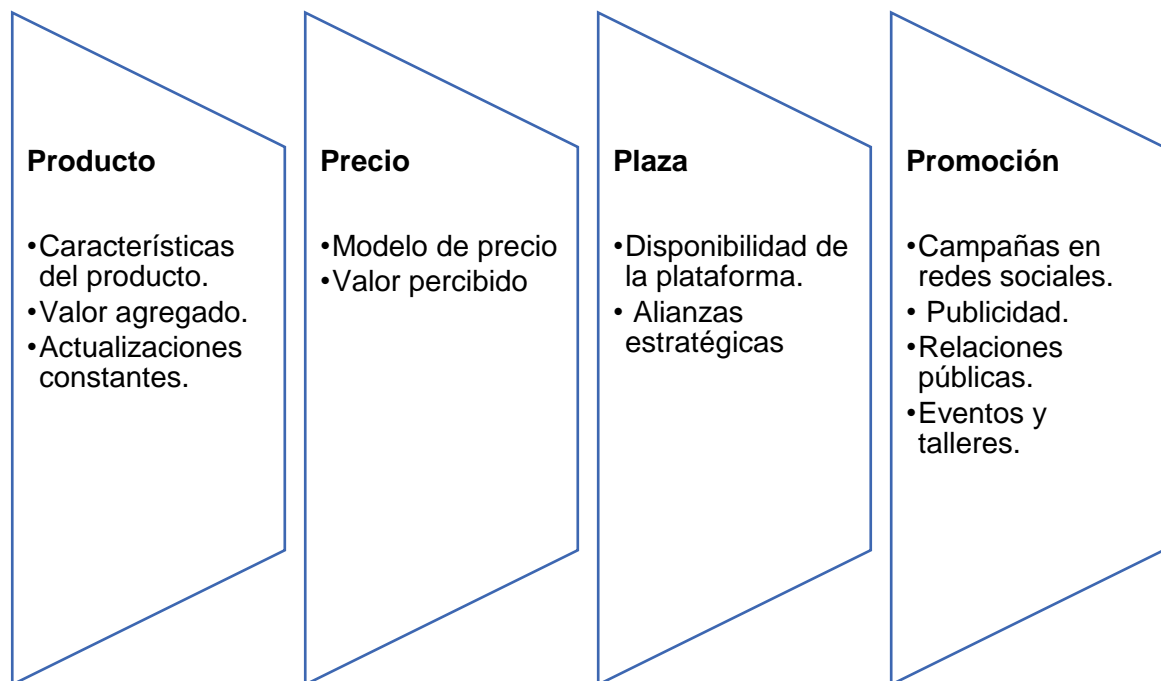 Producto
•Características
del producto.
•Valor agregado.
•Actualizaciones
constantes.
Precio
•Modelo de precio
•Valor percibido
Plaza
•Disponibilidad de
la plataforma.
• Alianzas
estratégicas
Promoción
•Campañas en
redes sociales.
• Publicidad.
•Relaciones
públicas.
•Eventos y
talleres.